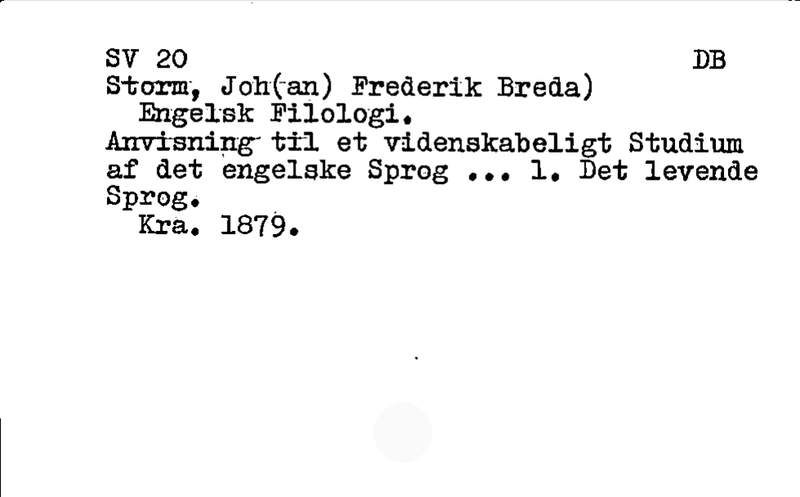 SV 20 DB
Storm, Joh(an) Frederik Breda)
Engelsk Filologi.
Anvisning til et videnskabeligt Studium
af det engelske Sprog ... 1. Det levende
Sprog.
Kra. 1879.